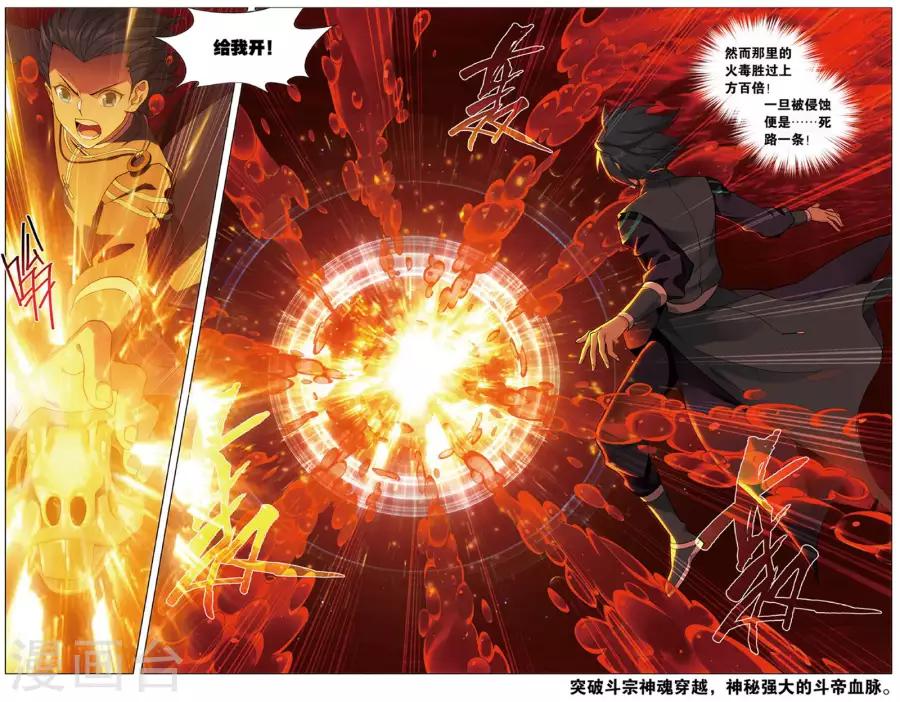 给我开！
嗡
轰
然而那里的
火毒胜过上
方百倍！
一旦被侵蚀
便是……死
路一条！
轰
轰
漫画台
突破斗宗神魂穿越，神秘强大的斗帝血脉。